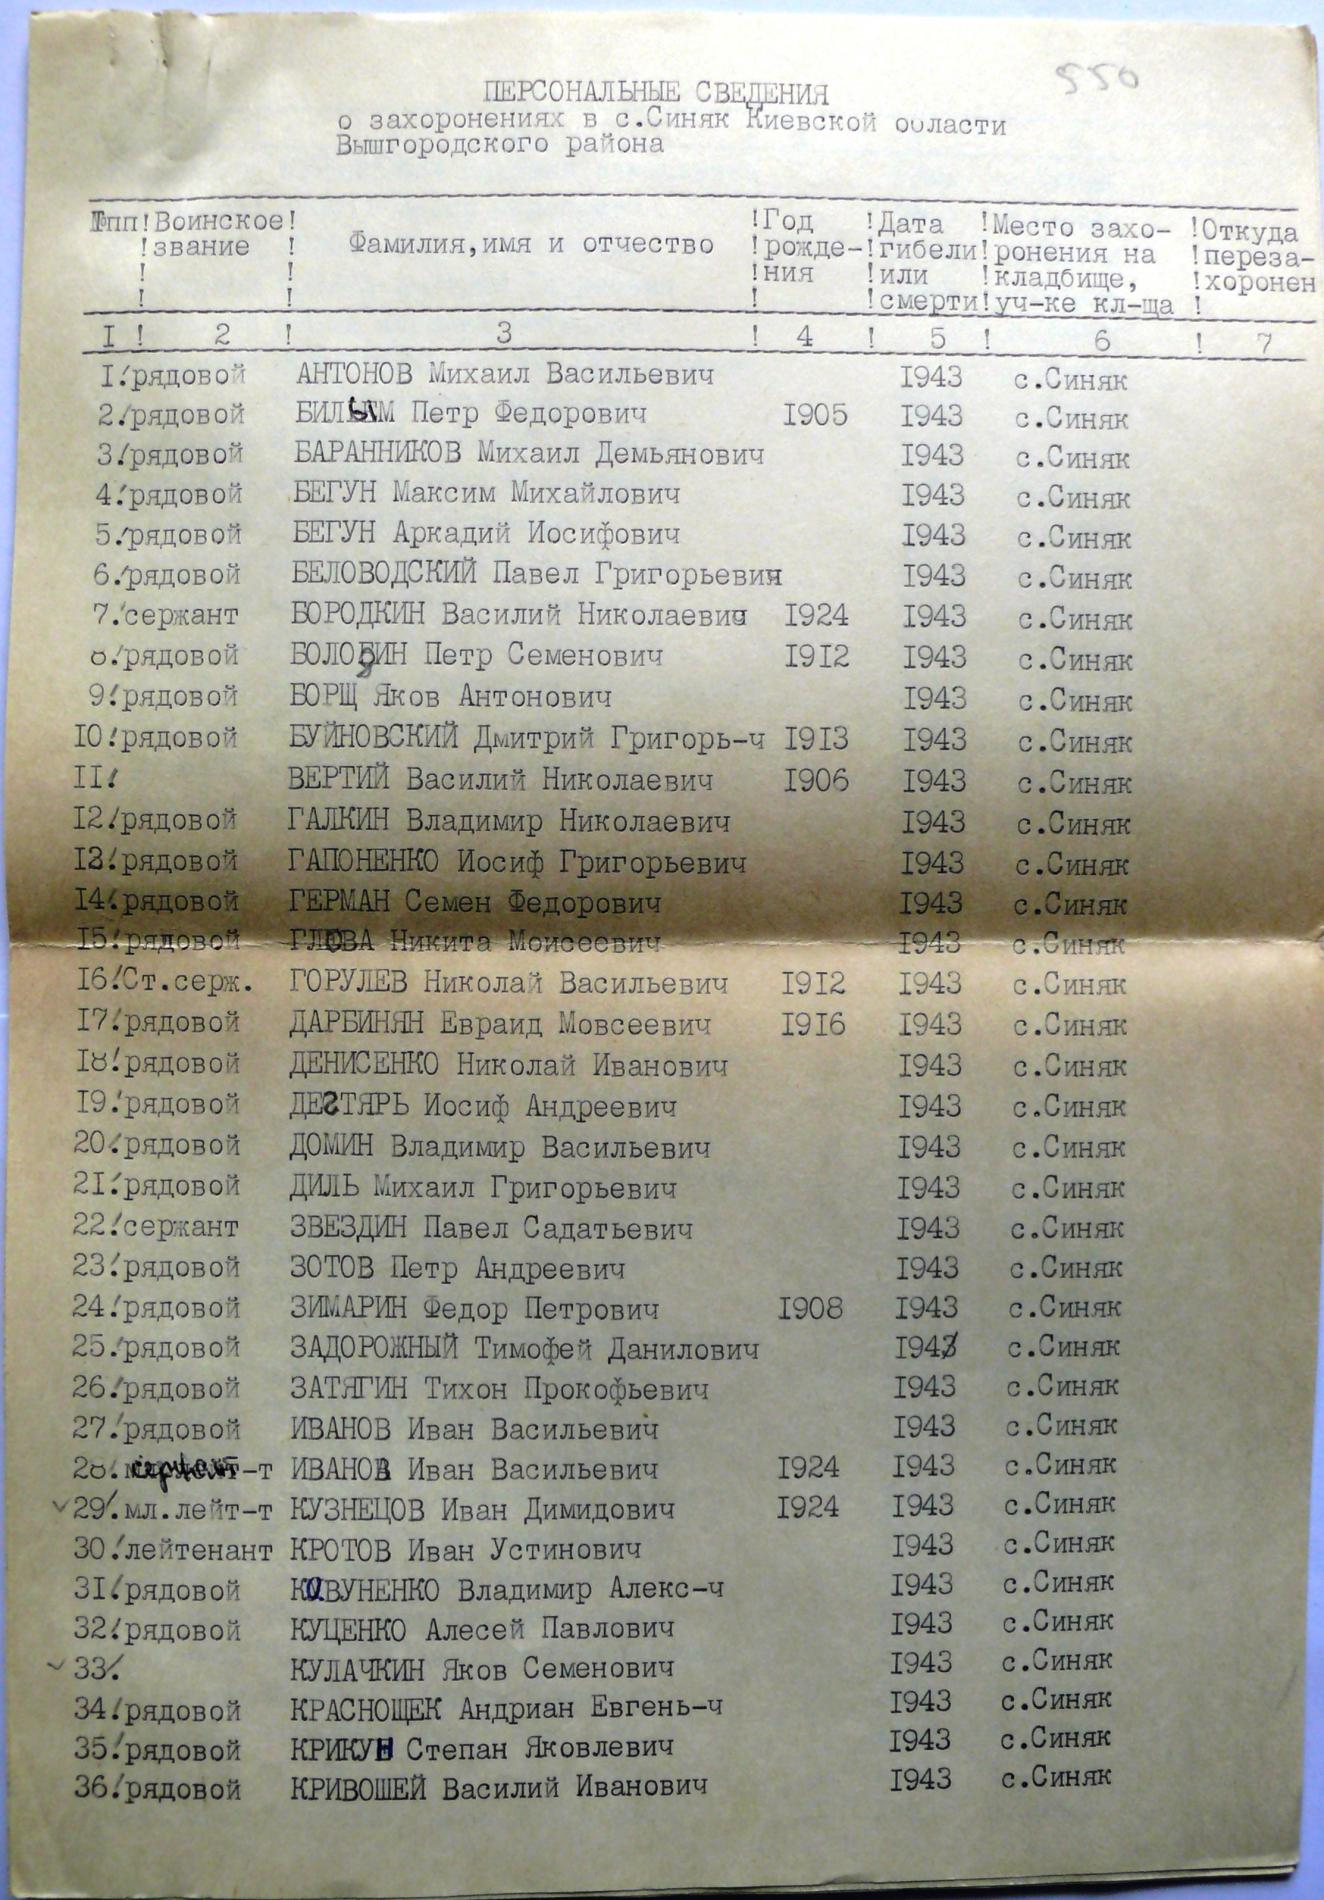 550
ПЕРСОНАЛЬНЫЕ СВЕДЕНИЯ
о захоронениях в с.Синяк Киевской области
Вышгородского района
№пп!Воинское! Фамилия,имя и отчество !Год !Дата !Место захо- !Откуда
!звание ! !рожде-!гибели!ронения на !переза-
! ! !ния !или !кладбище, !хоронен
! ! ! !смерти!уч-ке кл-ща !
I ! 2 ! 3 ! 4 ! 5 ! 6 ! 7
I.!рядовой АНТОНОВ Михаил Васильевич I943 с.Синяк
2.!рядовой Петр Федорович I905 I943 с.Синяк
3.!рядовой БАРАННИКОВ Михаил Демьянович I943 с.Синяк
4.!рядовой БЕГУН Максим Михайлович I943 с.Синяк
5.!рядовой БЕГУН Аркадий Иосифович I943 с.Синяк
6.!рядовой БЕЛОВОДСКИЙ Павел Григорьевич I943 с.Синяк
7.!сержант БОРОДКИН Василий Николаевич I924 I943 с.Синяк
8.!рядовой Петр Семенович I9I2 I943 с.Синяк
9.!рядовой БОРЩ Яков Антонович I943 с.Синяк
I0.!рядовой БУЙНОВСКИЙ Дмитрий Григорь-ч I9I3 I943 с.Синяк
II.! ВЕРТИЙ Василий Николаевич I906 I943 с.Синяк
I2.!рядовой ГАЛКИН Владимир Николаевич I943 с.Синяк
I3.!рядовой ГАПОНЕНКО Иосиф Григорьевич I943 с.Синяк
I4.!рядовой ГЕРМАН Семен Федорович I943 с.Синяк
I5.!рядовой ГЛОВА Никита Моисеевич I943 с.Синяк
I6.!Ст.серж. ГОРУЛЕВ Николай Васильевич I9I2 I943 с.Синяк
I7.!рядовой ДАРБИНЯН Евраид Мовсеевич I9I6 I943 с.Синяк
I8.!рядовой ДЕНИСЕНКО Николай Иванович I943 с.Синяк
I9.!рядовой Иосиф Андреевич I943 с.Синяк
20.!рядовой ДОМИН Владимир Васильевич I943 с.Синяк
2I.!рядовой ДИЛЬ Михаил Григорьевич I943 с.Синяк
22.!сержант ЗВЕЗДИН Павел Садатьевич I943 с.Синяк
23.!рядовой ЗОТОВ Петр Андреевич I943 с.Синяк
24.!рядовой ЗИМАРИН Федор Петрович I908 I943 с.Синяк
25.!рядовой ЗАДОРОЖНЫЙ Тимофей Данилович I943 с.Синяк
26.!рядовой ЗАТЯГИН Тихон Прокофьевич I943 с.Синяк
27.!рядовой ИВАНОВ Иван Васильевич I943 с.Синяк
28. сержант ИВАНОВ Иван Васильевич I924 I943 с.Синяк
29.!мл.лейт-т КУЗНЕЦОВ Иван Димидович I924 I943 с.Синяк
30.!лейтенант КРОТОВ Иван Устинович I943 с.Синяк
3I.!рядовой КОВУНЕНКО Владимир Алекс-ч I943 с.Синяк
32.!рядовой КУЦЕНКО Алесей Павлович I943 с.Синяк
33.! КУЛАЧКИН Яков Семенович I943 с.Синяк
34.!рядовой КРАСНОЩЕК Андриан Евгень-ч I943 с.Синяк
35.!рядовой КРИКУН Степан Яковлевич I943 с.Синяк
36.!рядовой КРИВОШЕЙ Василий Иванович I943 с.Синяк